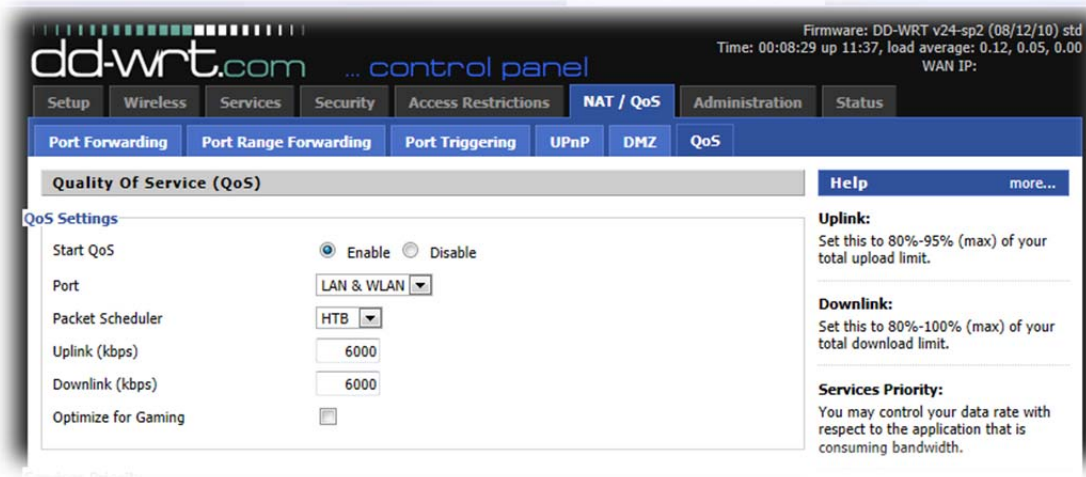 Firmware: DD-WRT v24-sp2 (08/12/10) std
Time: 00:08:29 up 11:37, load average: 0.12, 0.05, 0.00
WAN IP:
dd-wrt.com ... control panel
Setup Wireless Services Security Access Restrictions NAT / QoS Administration Status
Port Forwarding Port Range Forwarding Port Triggering UPnP DMZ QoS
Quality Of Service (QoS)
QoS Settings
Start QoS Enable Disable
Port LAN & WLAN
Packet Scheduler HTB
Uplink (kbps) 6000
Downlink (kbps) 6000
Optimize for Gaming
Help more...
Uplink:
Set this to 80%-95% (max) of your
total upload limit.
Downlink:
Set this to 80%-100% (max) of your
total download limit.
Services Priority:
You may control your data rate with
respect to the application that is
consuming bandwidth.